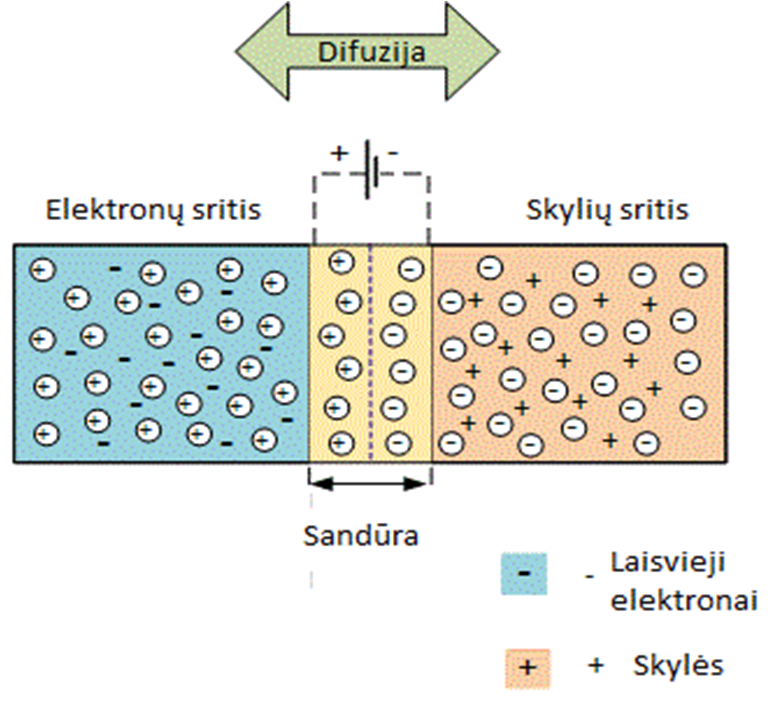 Difuzija
+ -
Elektronų sritis
Skylių sritis
Sandūra
- - Laisvieji
elektronai
+ + Skylės